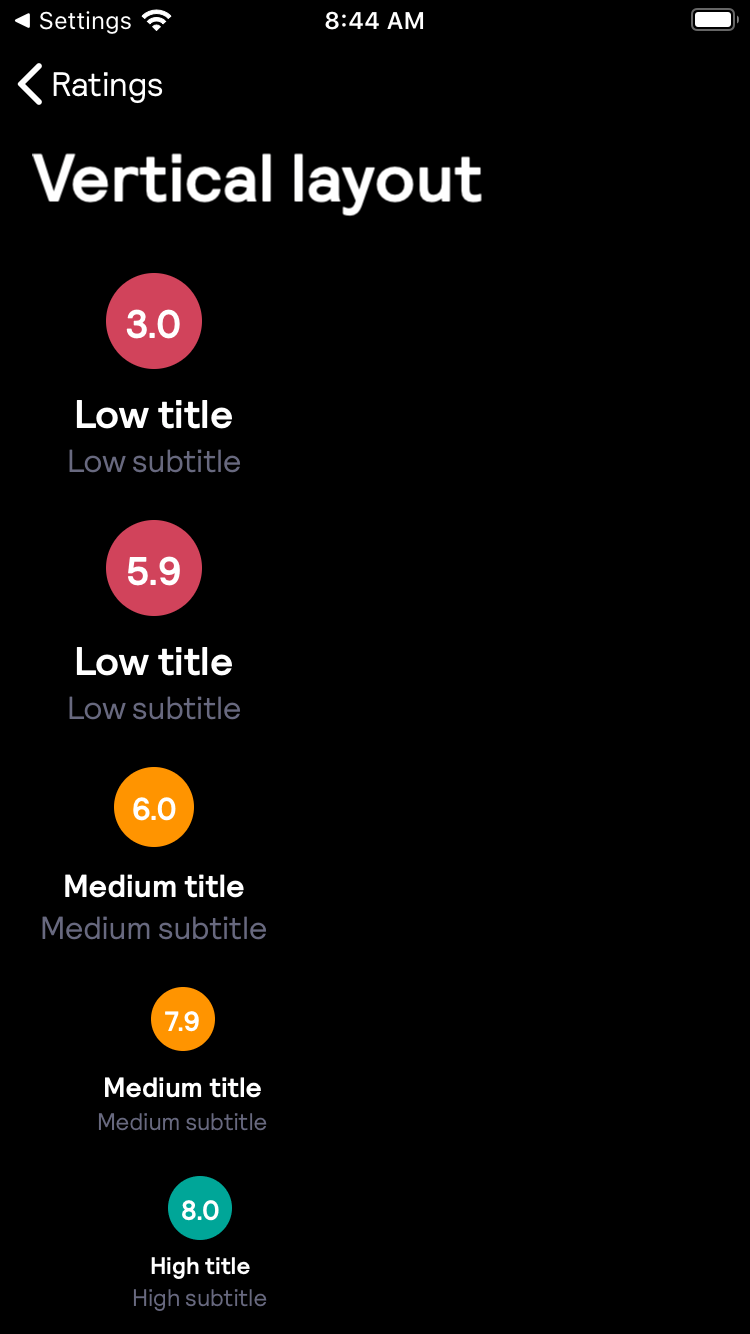 Settings
8:44 AM
Ratings
Vertical layout
3.0
Low title
Low subtitle
5.9
Low title
Low subtitle
6.0
Medium title
Medium subtitle
7.9
Medium title
Medium subtitle
8.0
High title
High subtitle